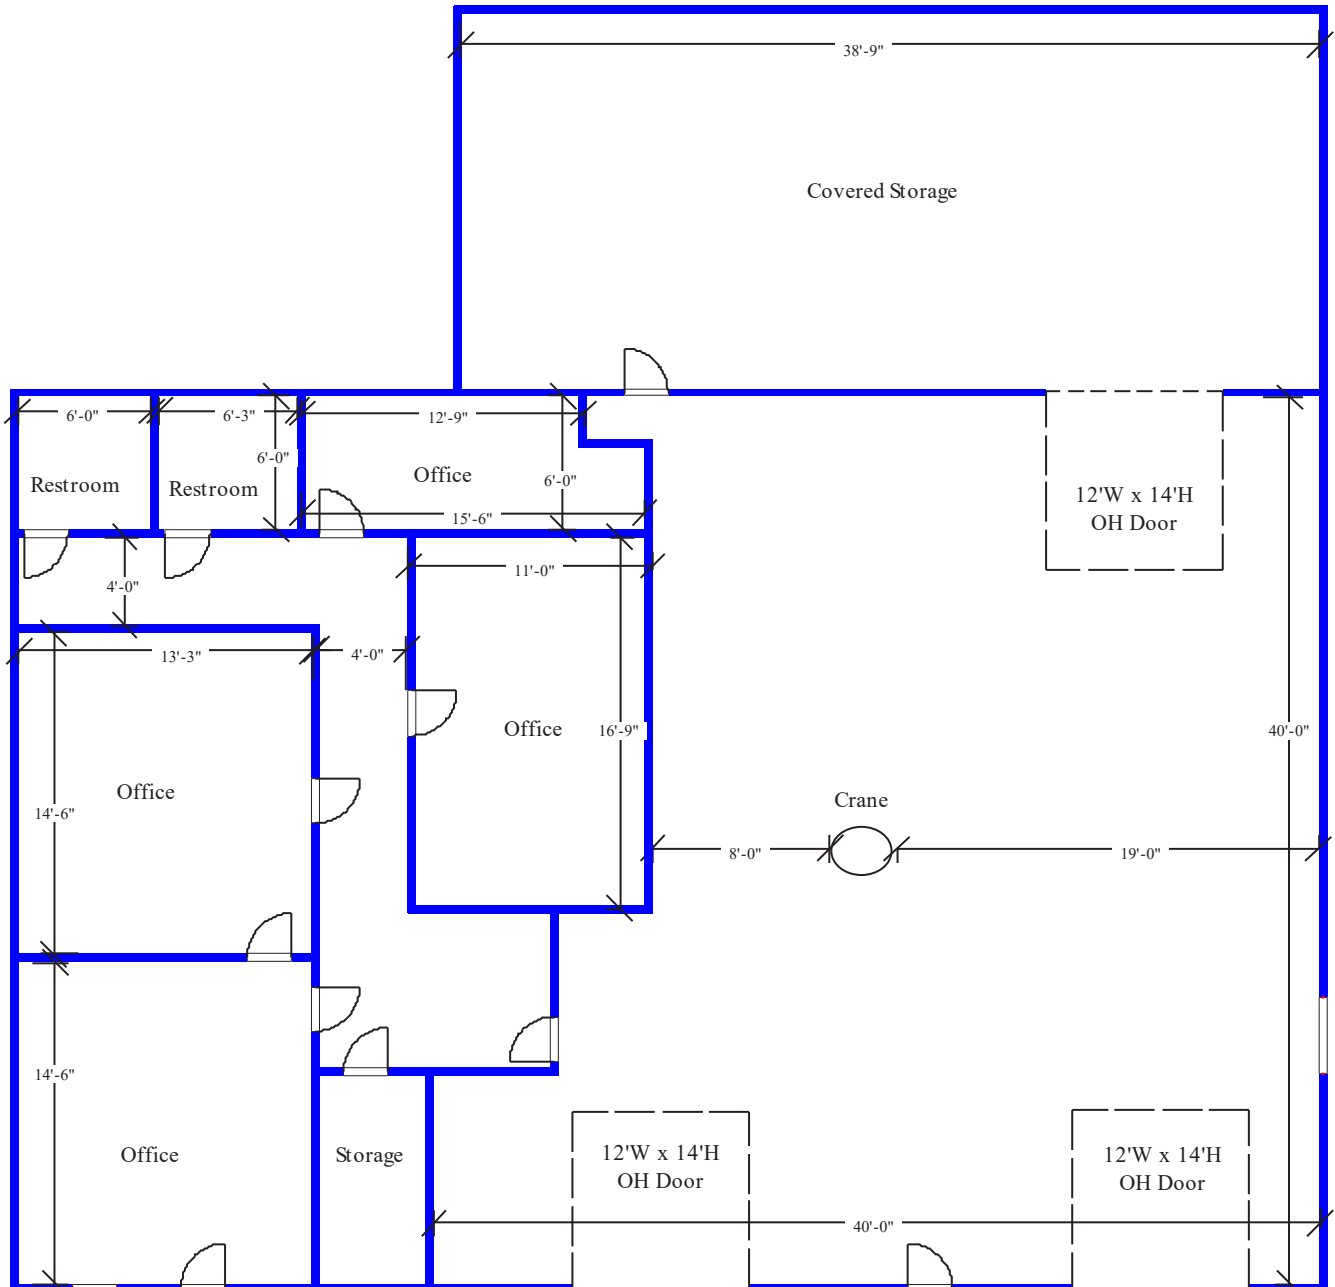 38'-9"
Covered Storage
6'-0"
6'-3"
12'-9"
6'-0"
Office
6'-0"
Restroom
Restroom
15'-6"
12'W x 14'H
OH Door
4'-0"
11'-0"
13'-3"
4'-0"
Office
16'-9"
40'-0"
Office
14'-6"
Crane
8'-0"
19'-0"
14'-6"
Office
Storage
12'W x 14'H
OH Door
12'W x 14'H
OH Door
40'-0"